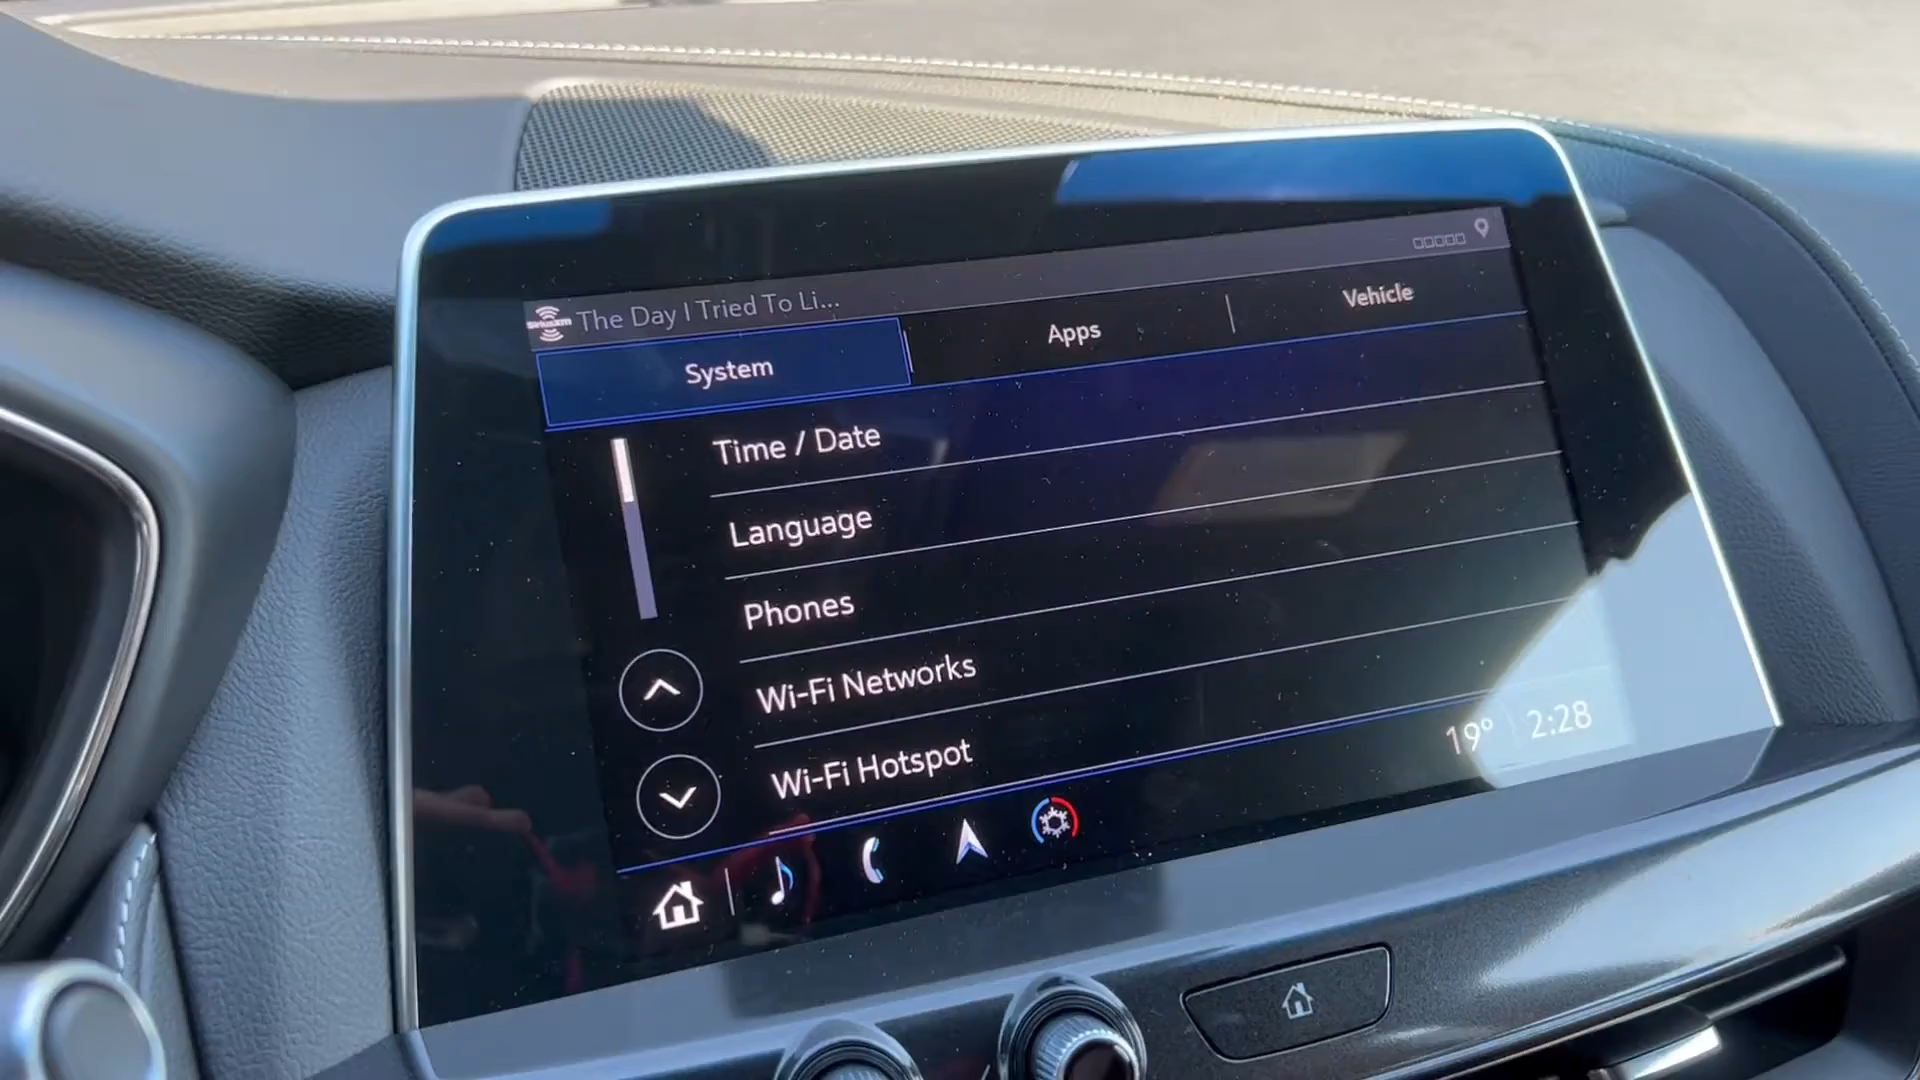 SiriusXM The Day I Tried To Li...
System
Apps
Vehicle
Time / Date
Language
Phones
Wi-Fi Networks
Wi-Fi Hotspot
19° 2:28